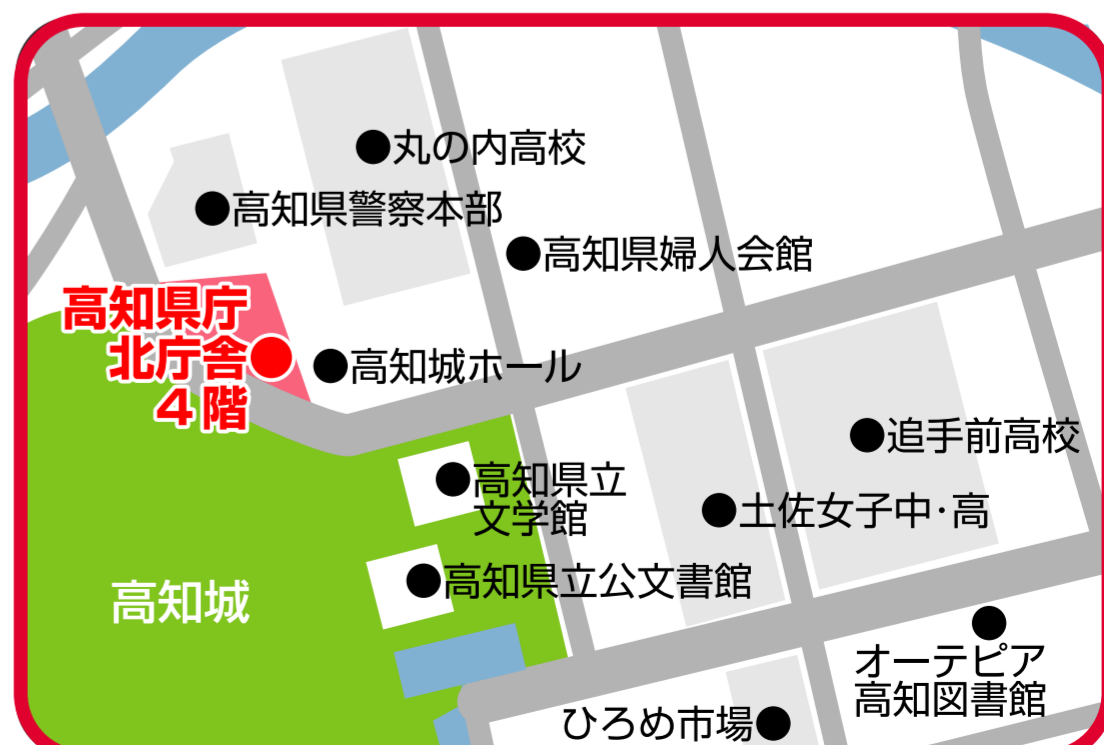 ●丸の内高校
●高知県警察本部
●高知県婦人会館
高知県庁
北庁舎
4階
●高知城ホール
●追手前高校
●高知県立
文学館
●土佐女子中・高
●高知県立公文書館
高知城
オーテピア
高知図書館
ひろめ市場●